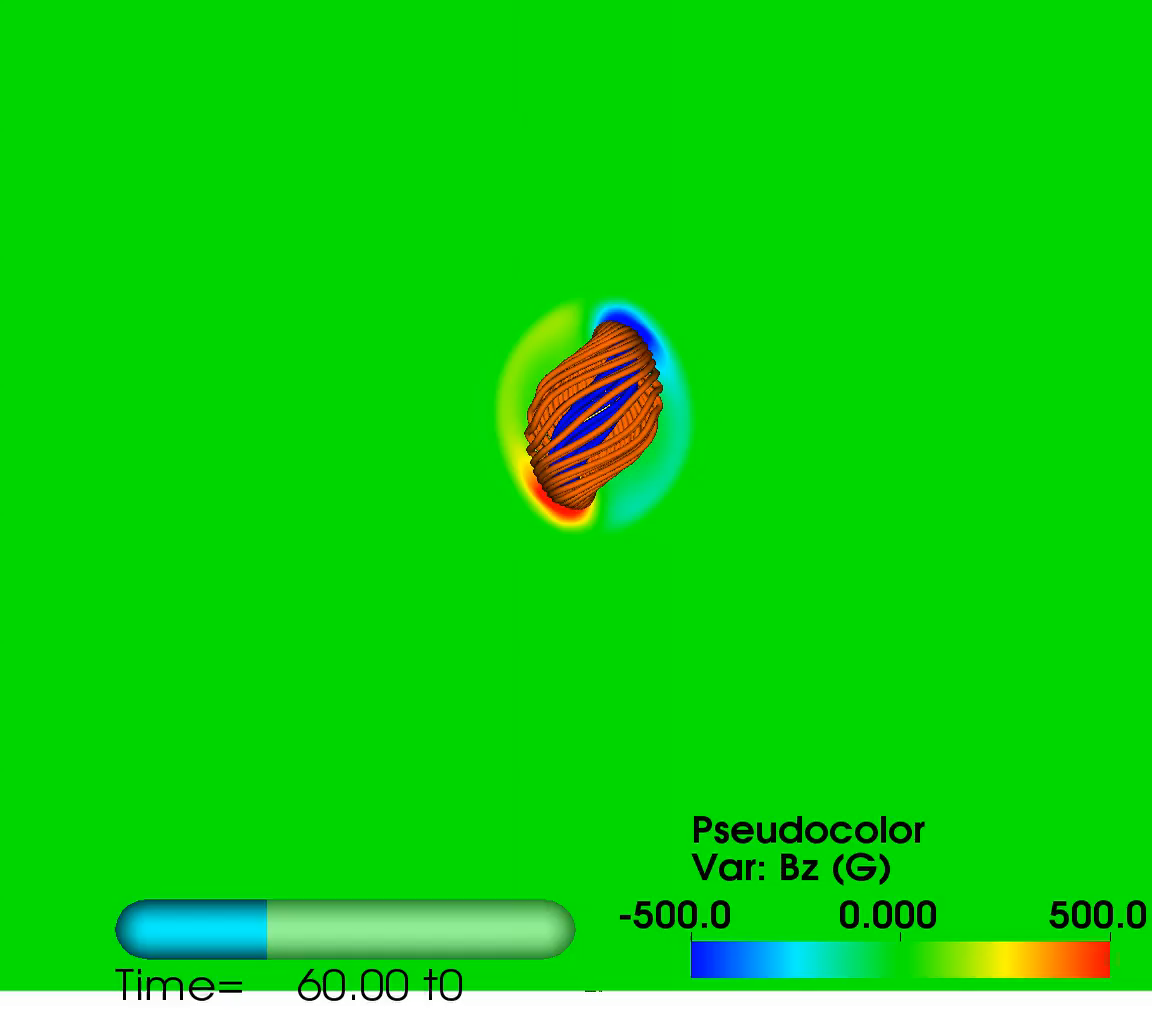 Pseudocolor
Var: Bz (G)
-500.0 0.000 500.0
Time= 60.00 t0